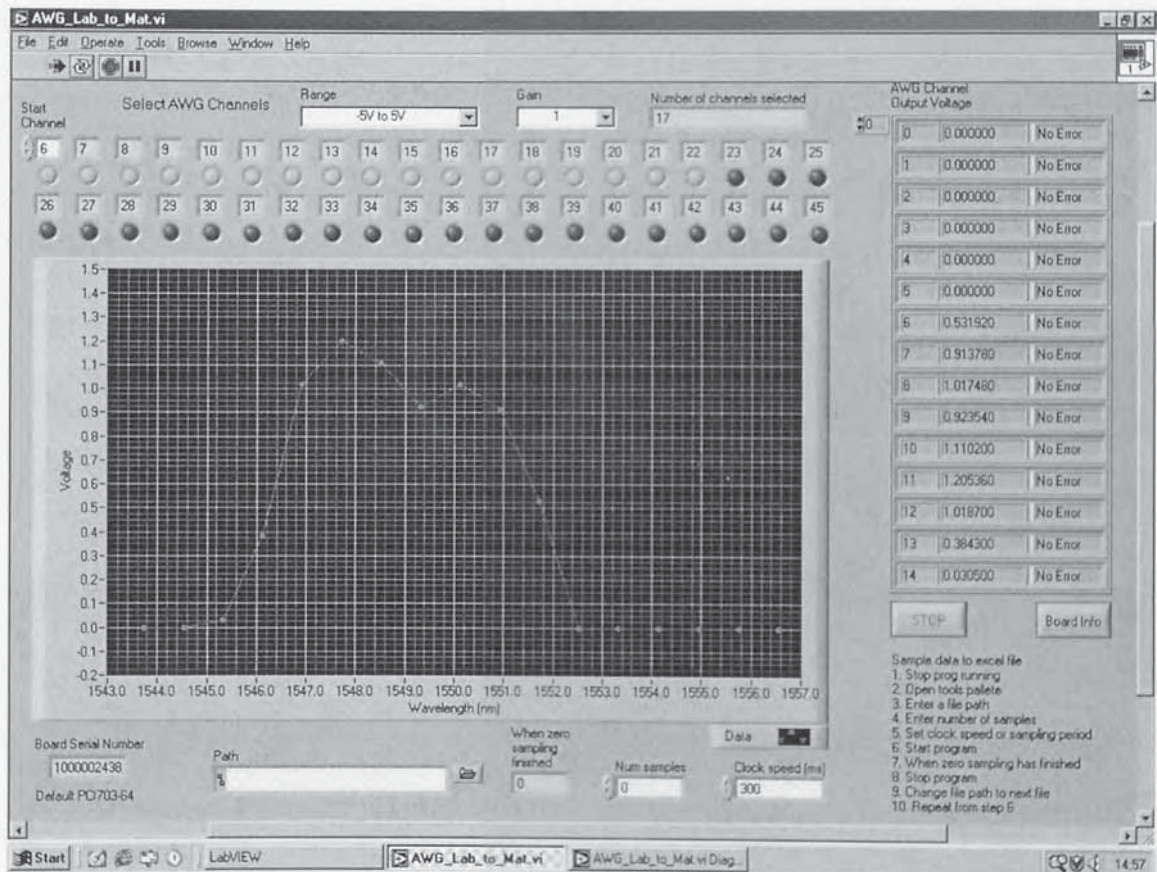 AWG_Lab_to_Mat.vi
File Edit Operate Tools Browse Window Help
1
Start Channel
Select AWG Channels
Range
-5V to 5V
Gain
1
Number of channels selected
17
6 7 8 9 10 11 12 13 14 15 16 17 18 19 20 21 22 23 24 25
26 27 28 29 30 31 32 33 34 35 36 37 38 39 40 41 42 43 44 45
AWG Channel
Output Voltage
0
0 0.000000 No Error
1 0.000000 No Error
2 0.000000 No Error
3 0.000000 No Error
4 0.000000 No Error
5 0.000000 No Error
6 0.531920 No Error
7 0.913780 No Error
8 1.017480 No Error
9 0.923540 No Error
10 1.110200 No Error
11 1.205360 No Error
12 1.018700 No Error
13 0.384300 No Error
14 0.030500 No Error
STOP
Board Info
1.5
1.4
1.3
1.2
1.1
1.0
0.9
0.8
0.7
0.6
0.5
0.4
0.3
0.2
0.1
0.0
-0.1
-0.2
Voltage
1543.0 1544.0 1545.0 1546.0 1547.0 1548.0 1549.0 1550.0 1551.0 1552.0 1553.0 1554.0 1555.0 1556.0 1557.0
Wavelength (nm)
Data
Board Serial Number
1000002438
Default PCI703-64
Path
When zero
sampling
finished
0
Num samples
0
Clock speed (ms)
300
Sample data to excel file
1. Stop prog running
2. Open tools pallete
3. Enter a file path
4. Enter number of samples
5. Set clock speed or sampling period
6. Start program
7. When zero sampling has finished
8. Stop program
9. Change file path to next file
10. Repeat from step 6
Start
LabVIEW
AWG_Lab_to_Mat.vi
AWG_Lab_to_Mat.vi Diag...
14:57